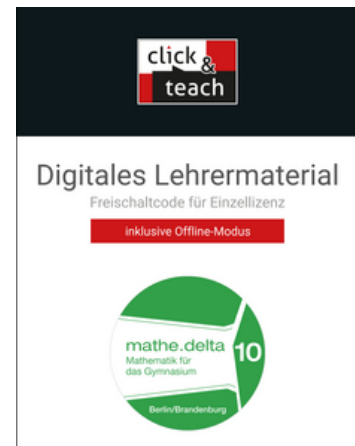 click &
teach
Digitales Lehrermaterial
Freischaltcode für Einzellizenz
inklusive Offline-Modus
mathe.delta 10
Mathematik für
das Gymnasium
Berlin/Brandenburg